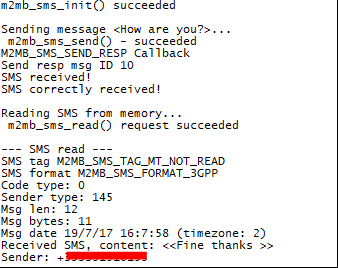 m2mb_sms_init() succeeded
Sending message <How are you?>...
m2mb_sms_send() - succeeded
M2MB_SMS_SEND_RESP Callback
Send resp msg ID 10
SMS received!
SMS correctly received!
Reading SMS from memory...
m2mb_sms_read() request succeeded
--- SMS read ---
SMS tag M2MB_SMS_TAG_MT_NOT_READ
SMS format M2MB_SMS_FORMAT_3GPP
Code type: 0
Sender type: 145
Msg len: 12
Msg bytes: 11
Msg date 19/7/17 16:7:58 (timezone: 2)
Received SMS, content: <<Fine thanks >>
Sender: +